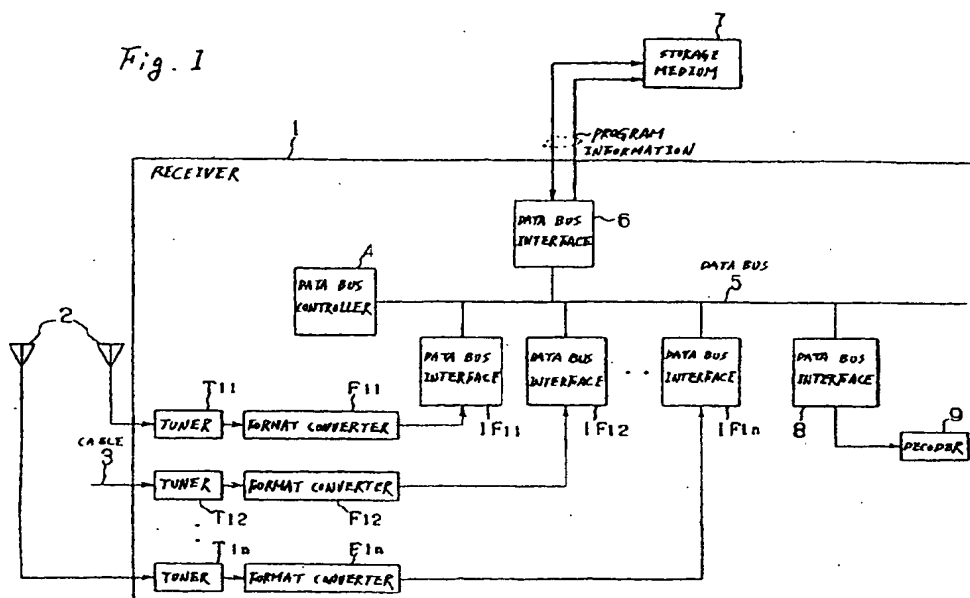 Fig. 1
7
STORAGE
MEDIUM
PROGRAM
INFORMATION
1
RECEIVER
DATA BUS
INTERFACE
6
4
DATA BUS
CONTROLLER
DATA BUS
5
2
DATA BUS
INTERFACE
DATA BUS
INTERFACE
DATA BUS
INTERFACE
DATA BUS
INTERFACE
T11
F11
TUNER
FORMAT CONVERTER
IF11
IF12
IF1n
8
9
DECODER
CABLE
3
TUNER
FORMAT CONVERTER
T12
F12
T1n
F1n
TUNER
FORMAT CONVERTER